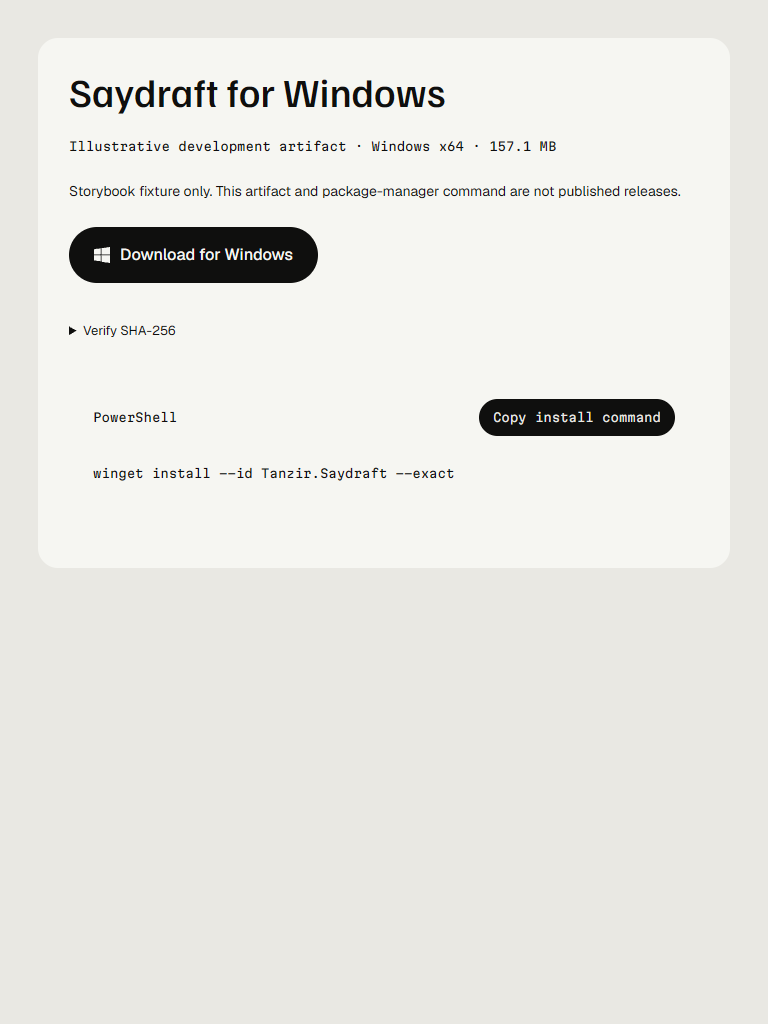 Saydraft for Windows
Illustrative development artifact · Windows x64 · 157.1 MB
Storybook fixture only. This artifact and package-manager command are not published releases.
Download for Windows
Verify SHA-256
PowerShell
Copy install command
winget install --id Tanzir.Saydraft --exact